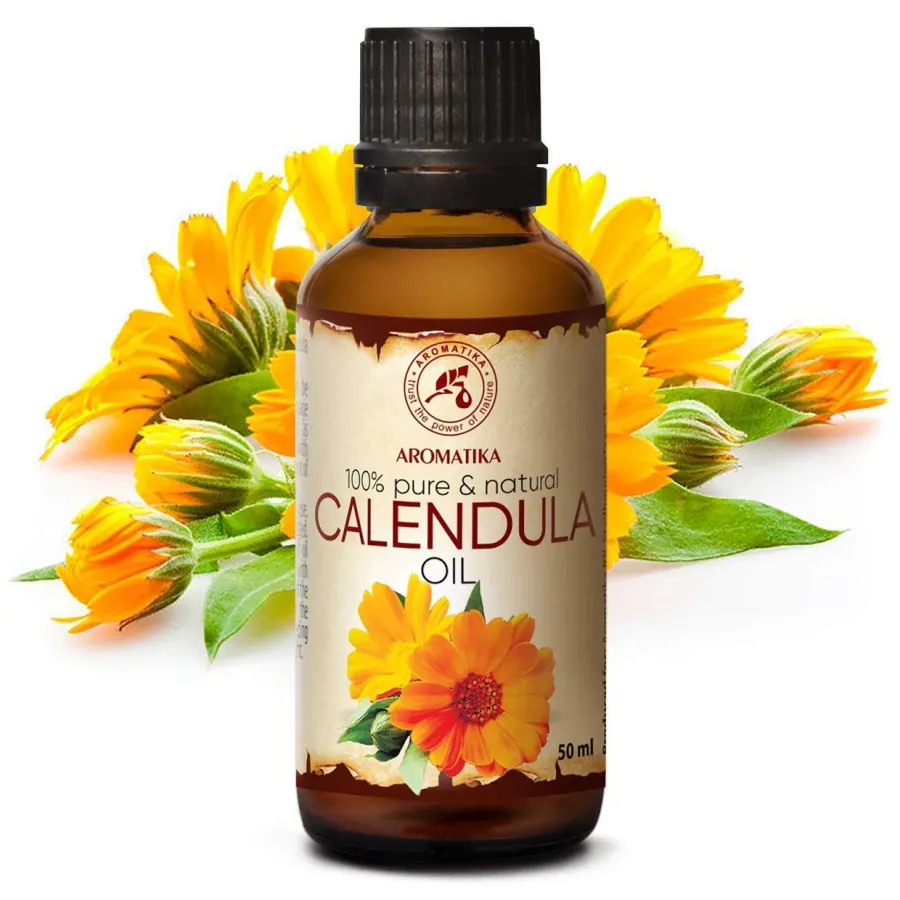 AROMATIKA
• trust the power of nature •
AROMATIKA
100% pure & natural
CALENDULA
OIL
50 ml